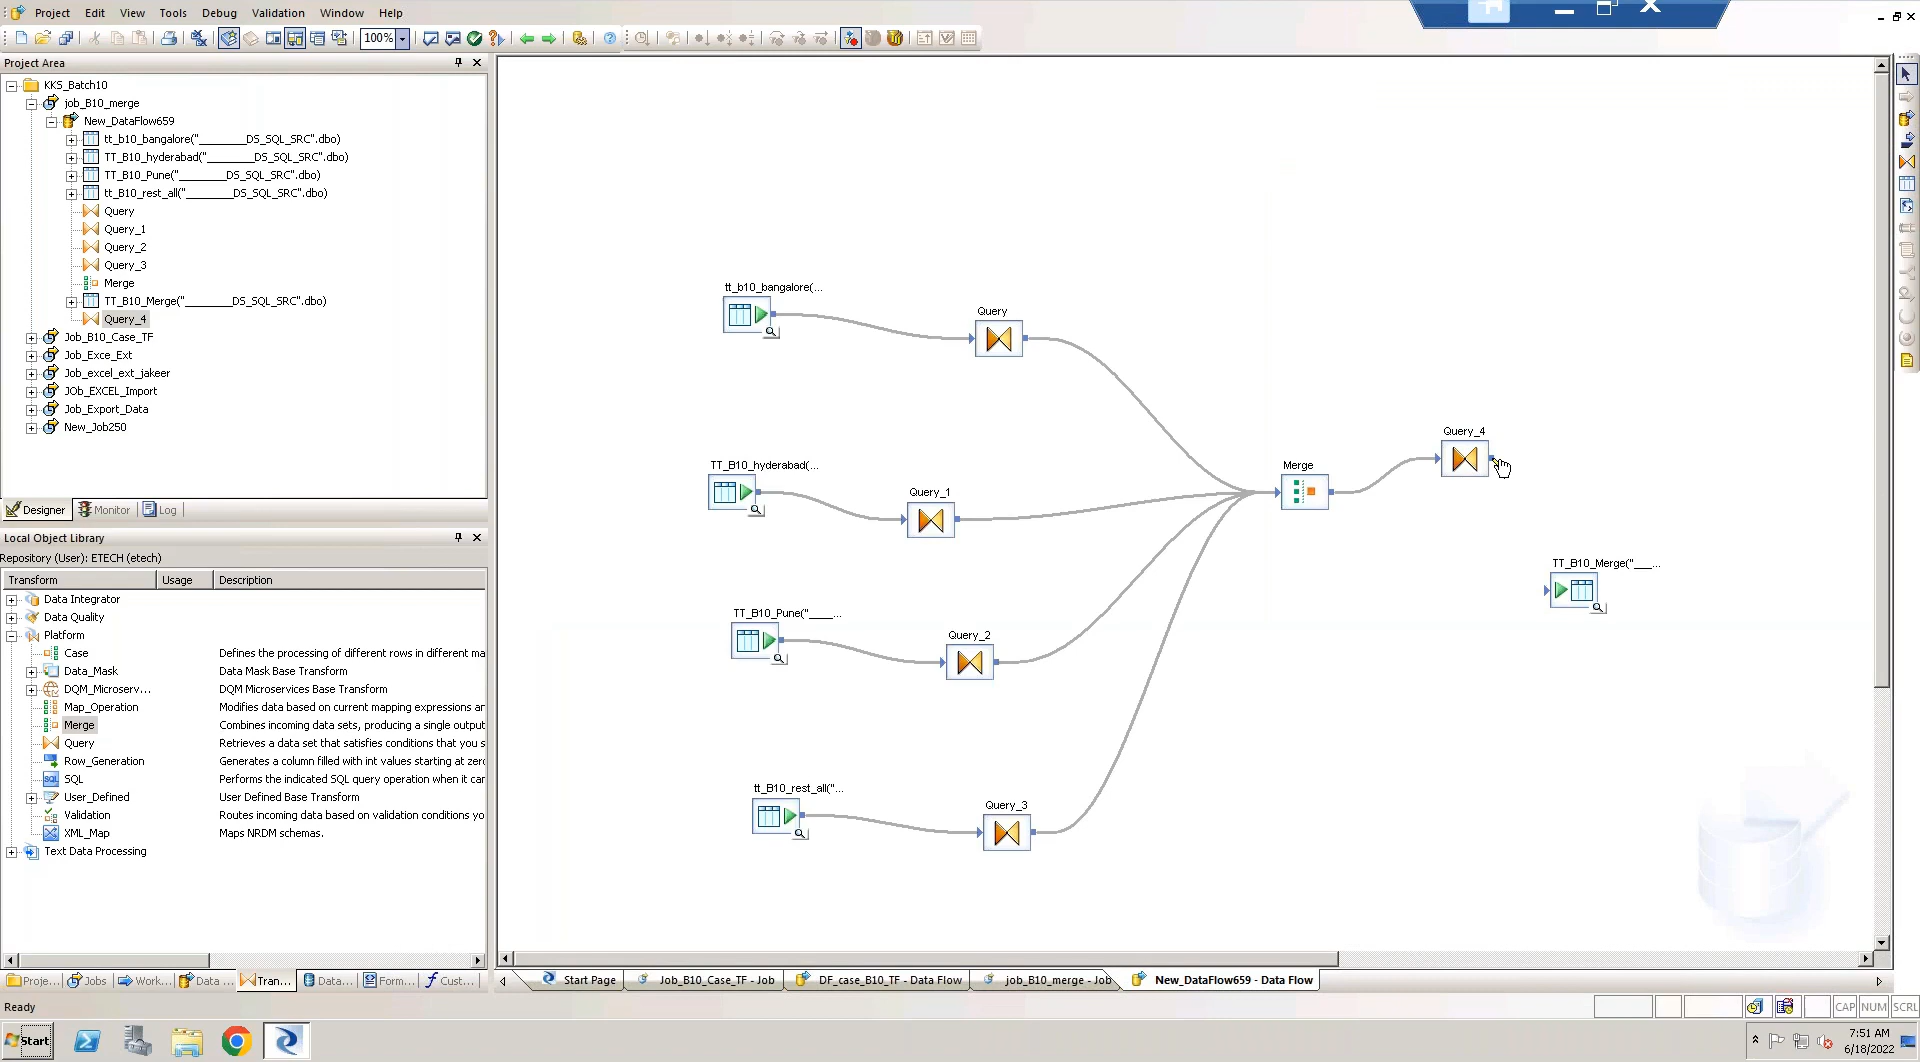 Project Edit View Tools Debug Validation Window Help
100%
Project Area
KKS_Batch10
job_B10_merge
New_DataFlow659
tt_b10_bangalore("________DS_SQL_SRC".dbo)
TT_B10_hyderabad("________DS_SQL_SRC".dbo)
TT_B10_Pune("________DS_SQL_SRC".dbo)
tt_B10_rest_all("________DS_SQL_SRC".dbo)
Query
Query_1
Query_2
Query_3
Merge
TT_B10_Merge("________DS_SQL_SRC".dbo)
Query_4
Job_B10_Case_TF
Job_Exce_Ext
Job_excel_ext_jakeer
JOb_EXCEL_Import
Job_Export_Data
New_Job250
Designer Monitor Log
Local Object Library
Repository (User): ETECH (etech)
Transform Usage Description
Data Integrator
Data Quality
Platform
Case Defines the processing of different rows in different ma
Data_Mask Data Mask Base Transform
DQM_Microserv... DQM Microservices Base Transform
Map_Operation Modifies data based on current mapping expressions ar
Merge Combines incoming data sets, producing a single output
Query Retrieves a data set that satisfies conditions that you s
Row_Generation Generates a column filled with int values starting at zero
SQL Performs the indicated SQL query operation when it car
User_Defined User Defined Base Transform
Validation Routes incoming data based on validation conditions yo
XML_Map Maps NRDM schemas.
Text Data Processing
Proje... Jobs Work... Data ... Tran... Data... Form... Cust...
tt_b10_bangalore(...
Query
TT_B10_hyderabad(...
Query_1
TT_B10_Pune("____...
Query_2
tt_B10_rest_all("...
Query_3
Merge
Query_4
TT_B10_Merge("___...
Start Page Job_B10_Case_TF - Job DF_case_B10_TF - Data Flow job_B10_merge - Job New_DataFlow659 - Data Flow
Ready
CAP NUM SCRL
Start
7:51 AM
6/18/2022